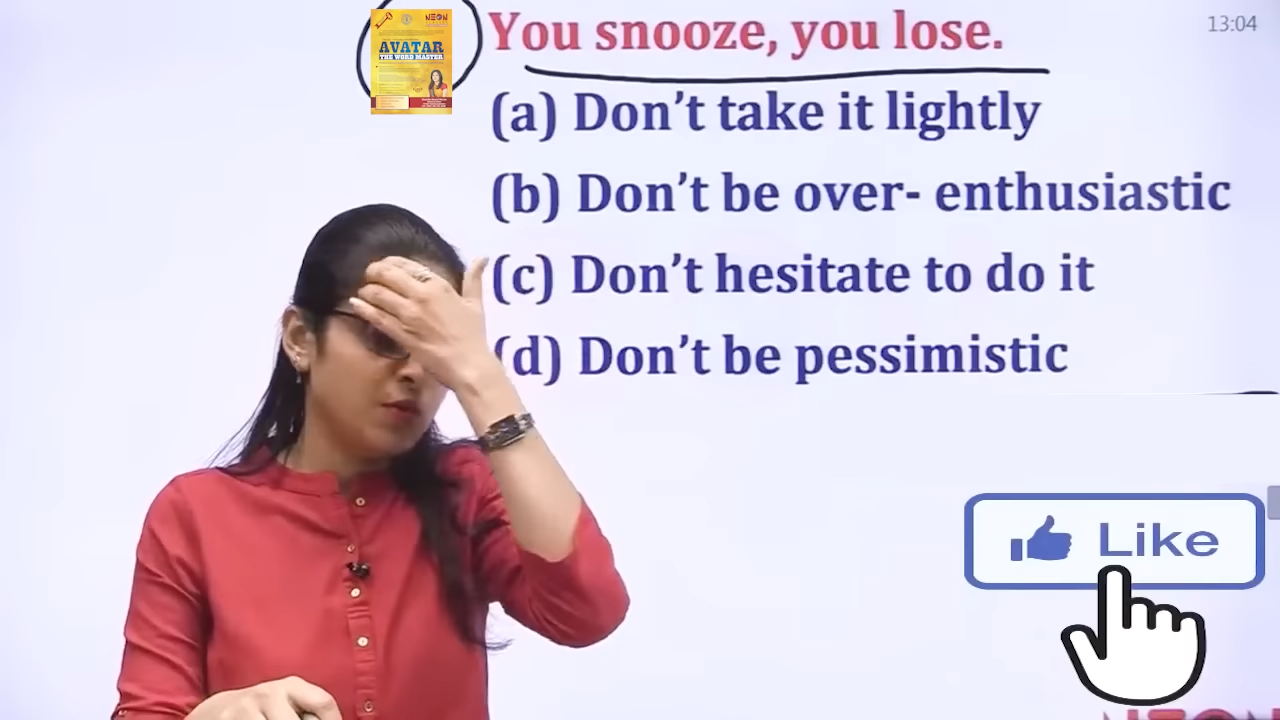 NEON
AVATAR
THE WORD MASTER
You snooze, you lose.
13:04
(a) Don't take it lightly
(b) Don't be over- enthusiastic
(c) Don't hesitate to do it
(d) Don't be pessimistic
Like
NEON